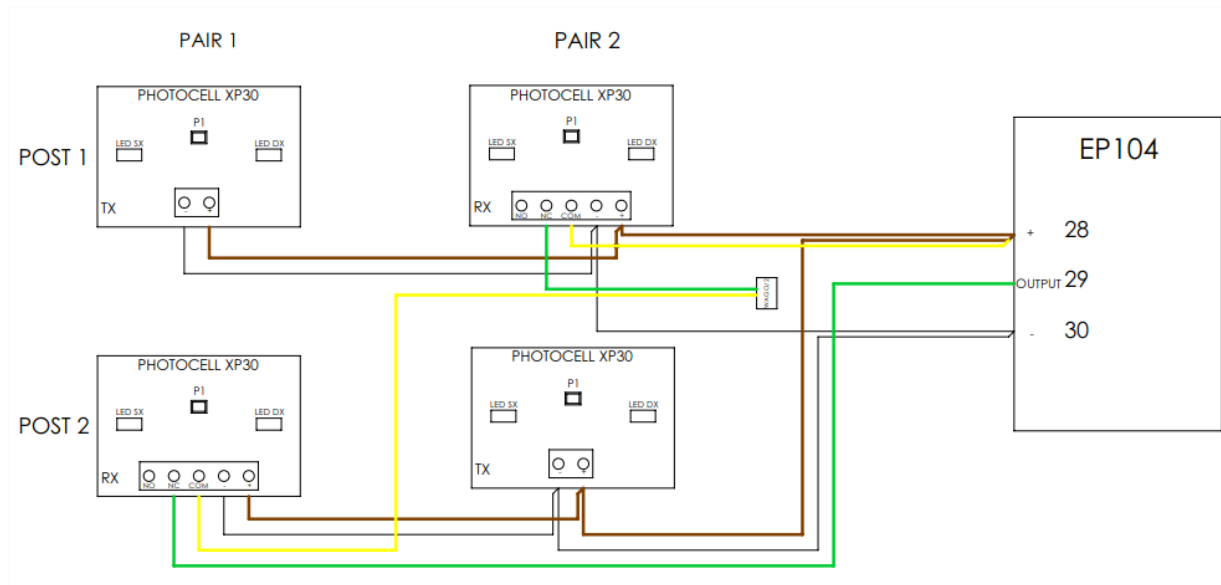 PAIR 1
PAIR 2
POST 1
PHOTOCELL XP30
P1
LED SX
LED DX
TX
- +
PHOTOCELL XP30
P1
LED SX
LED DX
RX
NO NC COM - +
EP104
+ 28
OUTPUT 29
- 30
WAGO/2
POST 2
PHOTOCELL XP30
P1
LED SX
LED DX
RX
NO NC COM - +
PHOTOCELL XP30
P1
LED SX
LED DX
TX
- +